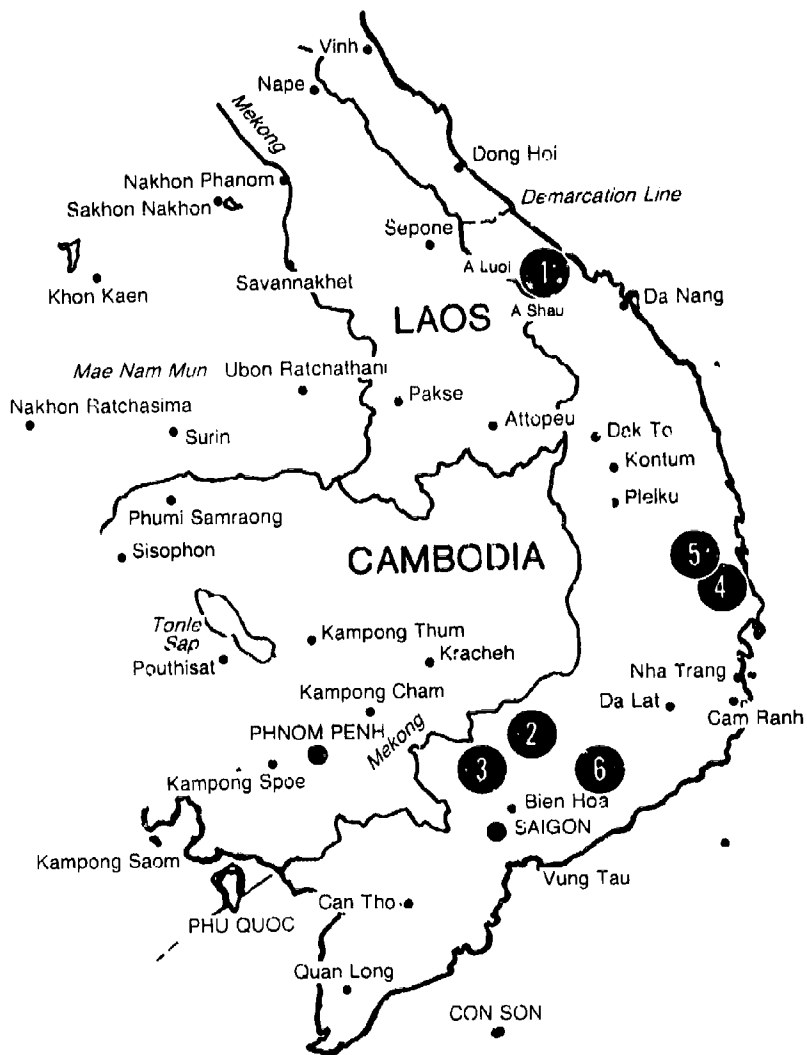 Vinh
Nape
Mekong
Dong Hoi
Nakhon Phanom
Sakhon Nakhon
Demarcation Line
Sepone
A Luoi
1
Khon Kaen
Savannakhet
Da Nang
A Shau
LAOS
Mae Nam Mun
Ubon Ratchathani
Nakhon Ratchasima
Pakse
Surin
Attopeu
Dak To
Kontum
Pleiku
Phumi Samraong
Sisophon
CAMBODIA
5
4
Tonle
Sap
Kampong Thum
Pouthisat
Kracheh
Nha Trang
Kampong Cham
Da Lat
Cam Ranh
PHNOM PENH
Mekong
2
3
6
Kampong Spoe
Bien Hoa
SAIGON
Kampong Saom
Vung Tau
Can Tho
PHU QUOC
Quan Long
CON SON